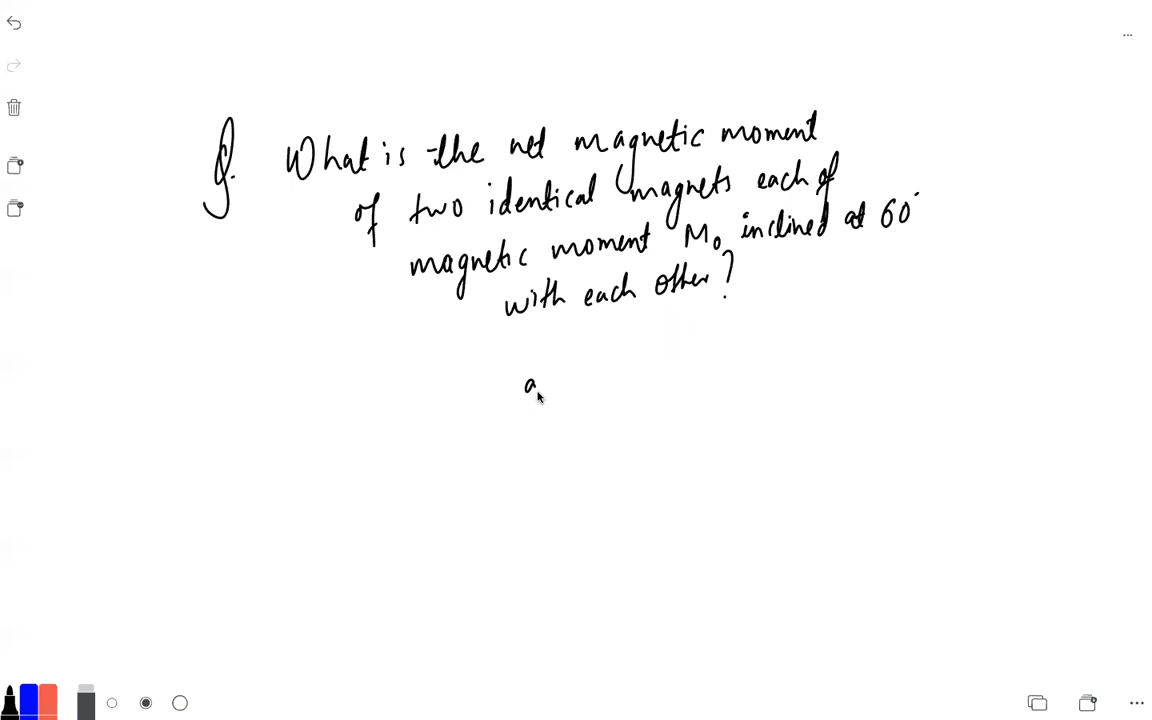 Q. What is the net magnetic moment
of two identical magnets each of
magnetic moment M₀ inclined at 60°
with each other?
a